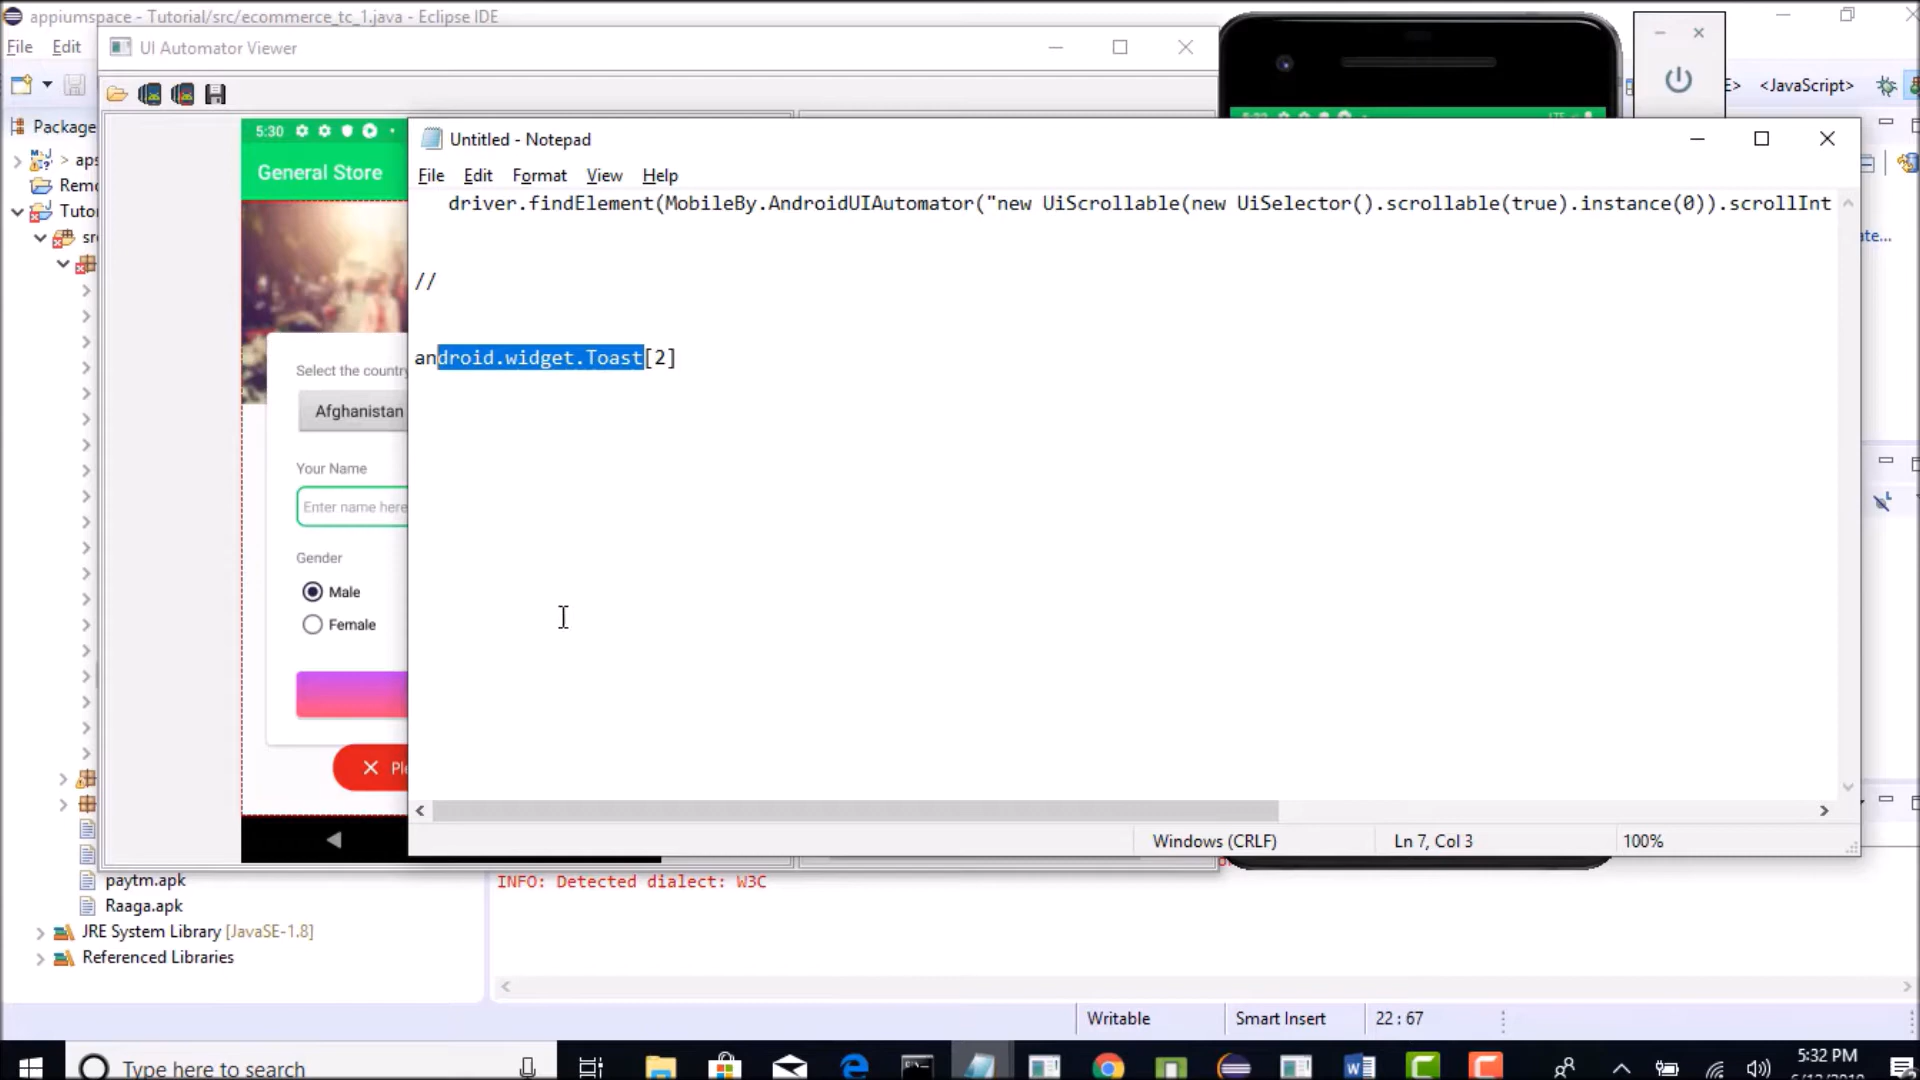 appiumspace - Tutorial/src/ecommerce_tc_1.java - Eclipse IDE
File Edit
UI Automator Viewer
<JavaScript>
Package
5:30
General Store
Select the country
Afghanistan
Your Name
Enter name here
Gender
Male
Female
Untitled - Notepad
File Edit Format View Help
driver.findElement(MobileBy.AndroidUIAutomator("new UiScrollable(new UiSelector().scrollable(true).instance(0)).scrollInt
//
android.widget.Toast[2]
Windows (CRLF)
Ln 7, Col 3
100%
INFO: Detected dialect: W3C
paytm.apk
Raaga.apk
JRE System Library [JavaSE-1.8]
Referenced Libraries
Writable
Smart Insert
22 : 67
Type here to search
5:32 PM